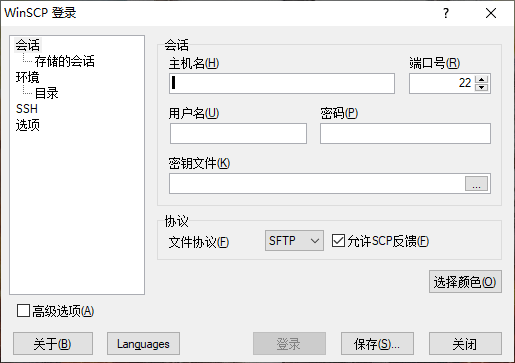 WinSCP 登录
会话
存储的会话
环境
目录
SSH
选项
会话
主机名(H)
端口号(R)
22
用户名(U)
密码(P)
密钥文件(K)
...
协议
文件协议(F)
SFTP
允许SCP反馈(F)
选择颜色(O)
高级选项(A)
关于(B)
Languages
登录
保存(S)...
关闭